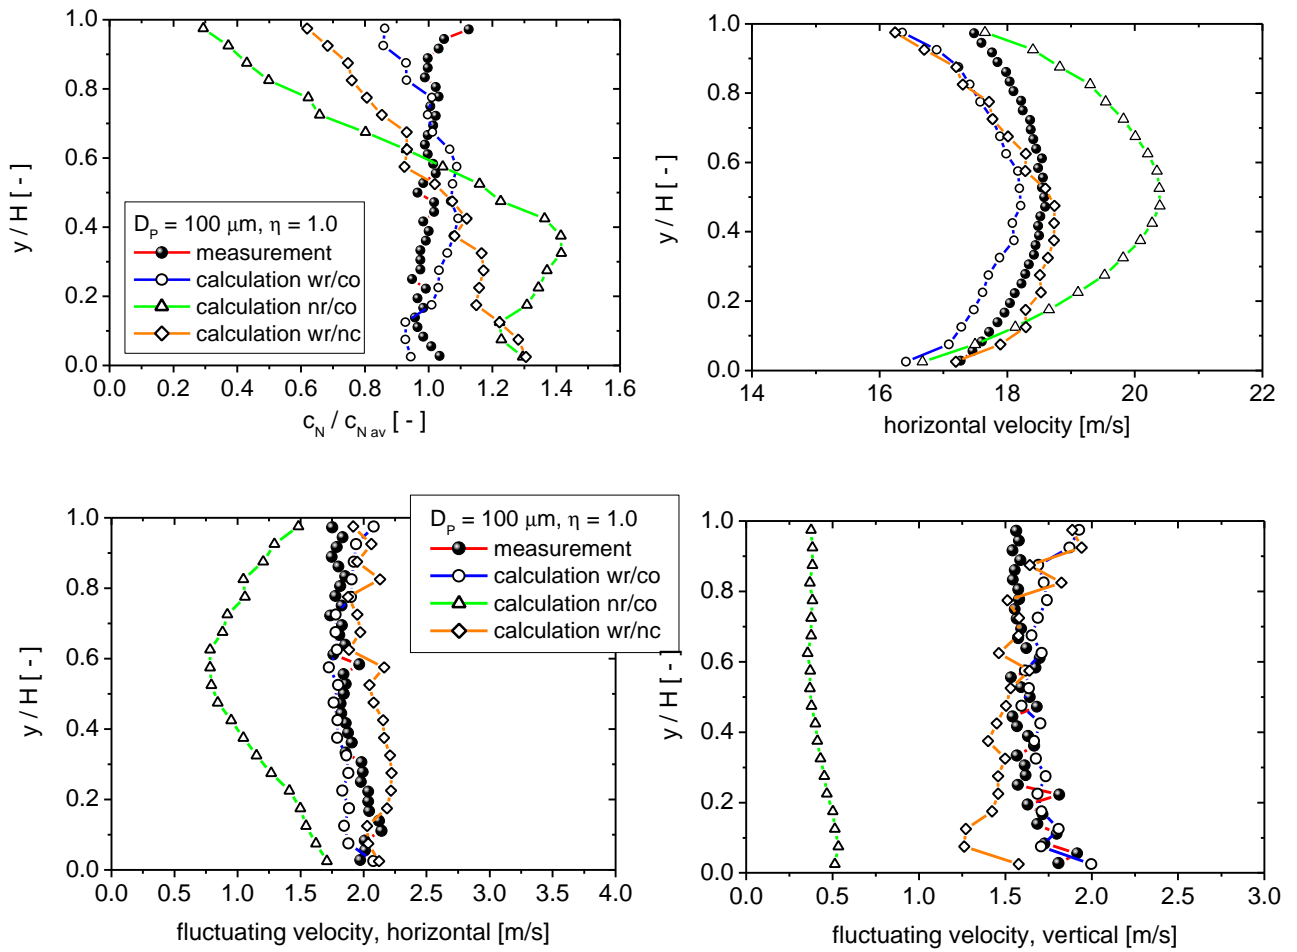 1.0
0.8
0.6
0.4
0.2
0.0
y / H [ - ]
D_P = 100 μm, η = 1.0
measurement
calculation wr/co
calculation nr/co
calculation wr/nc
0.0 0.2 0.4 0.6 0.8 1.0 1.2 1.4 1.6
c_N / c_N av [ - ]
1.0
0.8
0.6
0.4
0.2
0.0
y / H [ - ]
14 16 18 20 22
horizontal velocity [m/s]
1.0
0.8
0.6
0.4
0.2
0.0
y / H [ - ]
D_P = 100 μm, η = 1.0
measurement
calculation wr/co
calculation nr/co
calculation wr/nc
0.0 0.5 1.0 1.5 2.0 2.5 3.0 3.5 4.0
fluctuating velocity, horizontal [m/s]
1.0
0.8
0.6
0.4
0.2
0.0
y / H [ - ]
0.0 0.5 1.0 1.5 2.0 2.5 3.0
fluctuating velocity, vertical [m/s]